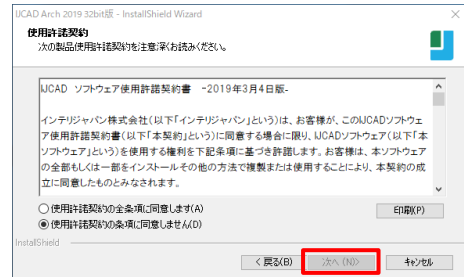 IJCAD Arch 2019 32bit版 - InstallShield Wizard
使用許諾契約
次の製品使用許諾契約を注意深くお読みください。
IJCAD ソフトウェア使用許諾契約書 -2019年3月4日版-
インテリジャパン株式会社(以下「インテリジャパン」という)は、お客様が、このIJCADソフトウェ
ア使用許諾契約書(以下「本契約」という)に同意する場合に限り、IJCADソフトウェア(以下「本
ソフトウェア」という)を使用する権利を下記条項に基づき許諾します。お客様は、本ソフトウェア
の全部もしくは一部をインストールその他の方法で複製または使用することにより、本契約の成
立に同意したものとみなされます。
使用許諾契約の全条項に同意します(A)
印刷(P)
使用許諾契約の条項に同意しません(D)
InstallShield
< 戻る(B)
次へ (N)>
キャンセル